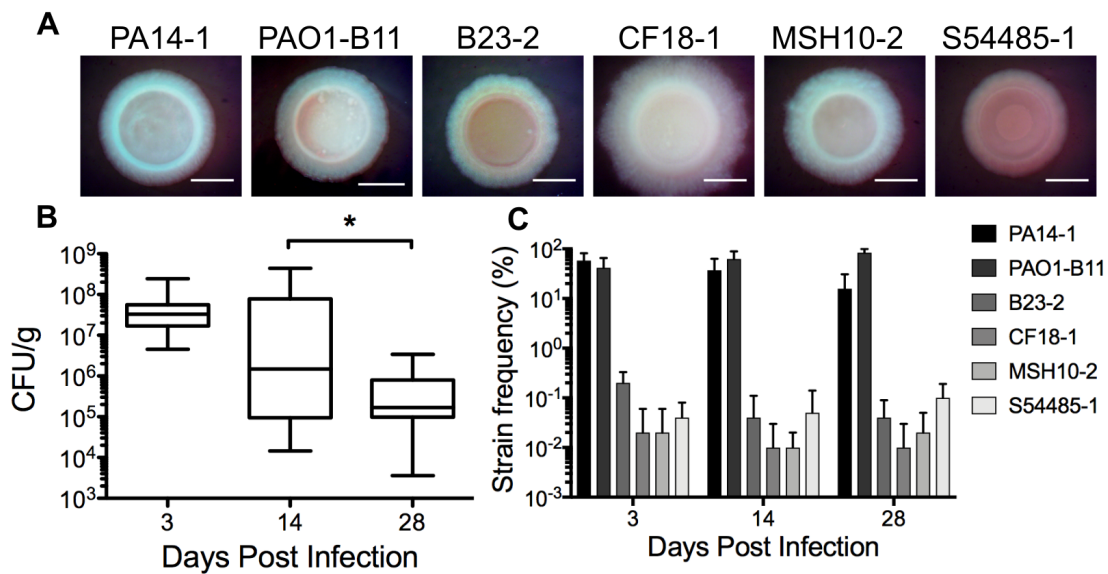 A
PA14-1 PAO1-B11 B23-2 CF18-1 MSH10-2 S54485-1
B
*
10^9
10^8
10^7
10^6
10^5
10^4
10^3
CFU/g
3 14 28
Days Post Infection
C
10^2
10^1
10^0
10^-1
10^-2
10^-3
Strain frequency (%)
3 14 28
Days Post Infection
PA14-1
PAO1-B11
B23-2
CF18-1
MSH10-2
S54485-1